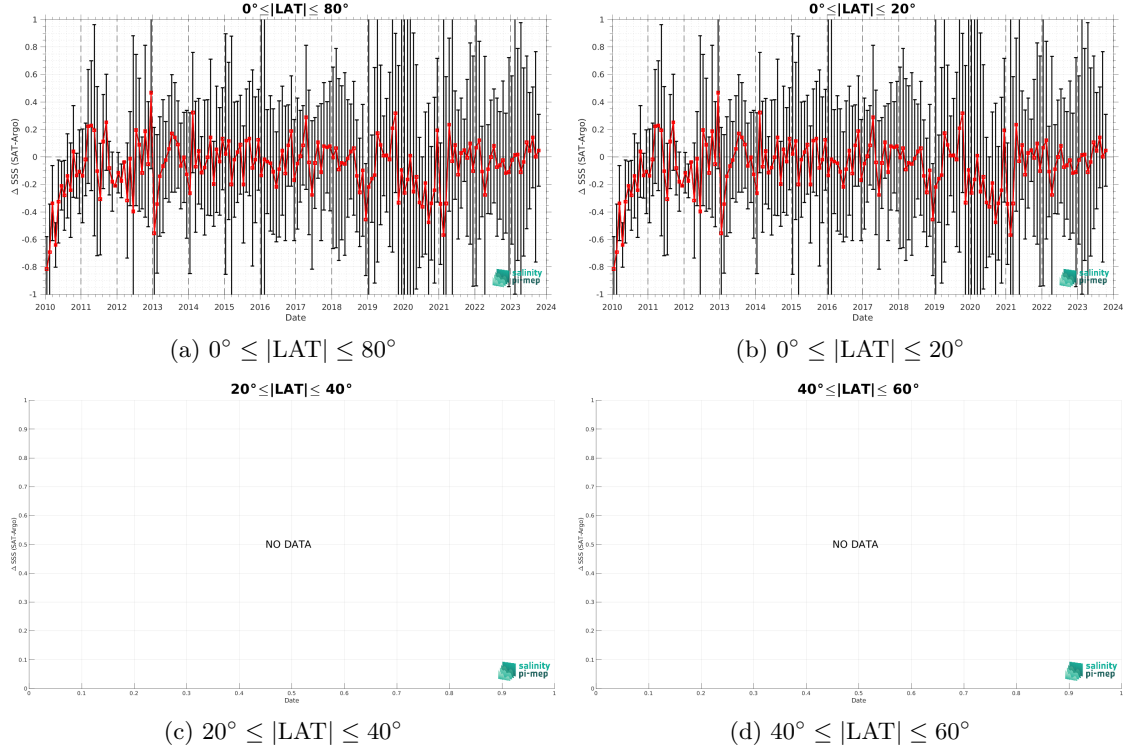 0°≤|LAT|≤ 80°
1
0.8
0.6
0.4
0.2
0
-0.2
-0.4
-0.6
-0.8
-1
Δ SSS (SAT-Argo)
2010 2011 2012 2013 2014 2015 2016 2017 2018 2019 2020 2021 2022 2023 2024
Date
salinity
pi-mep
(a) 0° ≤ |LAT| ≤ 80°
0°≤|LAT|≤ 20°
1
0.8
0.6
0.4
0.2
0
-0.2
-0.4
-0.6
-0.8
-1
Δ SSS (SAT-Argo)
2010 2011 2012 2013 2014 2015 2016 2017 2018 2019 2020 2021 2022 2023 2024
Date
salinity
pi-mep
(b) 0° ≤ |LAT| ≤ 20°
20°≤|LAT|≤ 40°
1
0.9
0.8
0.7
0.6
0.5
0.4
0.3
0.2
0.1
0
Δ SSS (SAT-Argo)
NO DATA
0 0.1 0.2 0.3 0.4 0.5 0.6 0.7 0.8 0.9 1
Date
salinity
pi-mep
(c) 20° ≤ |LAT| ≤ 40°
40°≤|LAT|≤ 60°
1
0.9
0.8
0.7
0.6
0.5
0.4
0.3
0.2
0.1
0
Δ SSS (SAT-Argo)
NO DATA
0 0.1 0.2 0.3 0.4 0.5 0.6 0.7 0.8 0.9 1
Date
salinity
pi-mep
(d) 40° ≤ |LAT| ≤ 60°